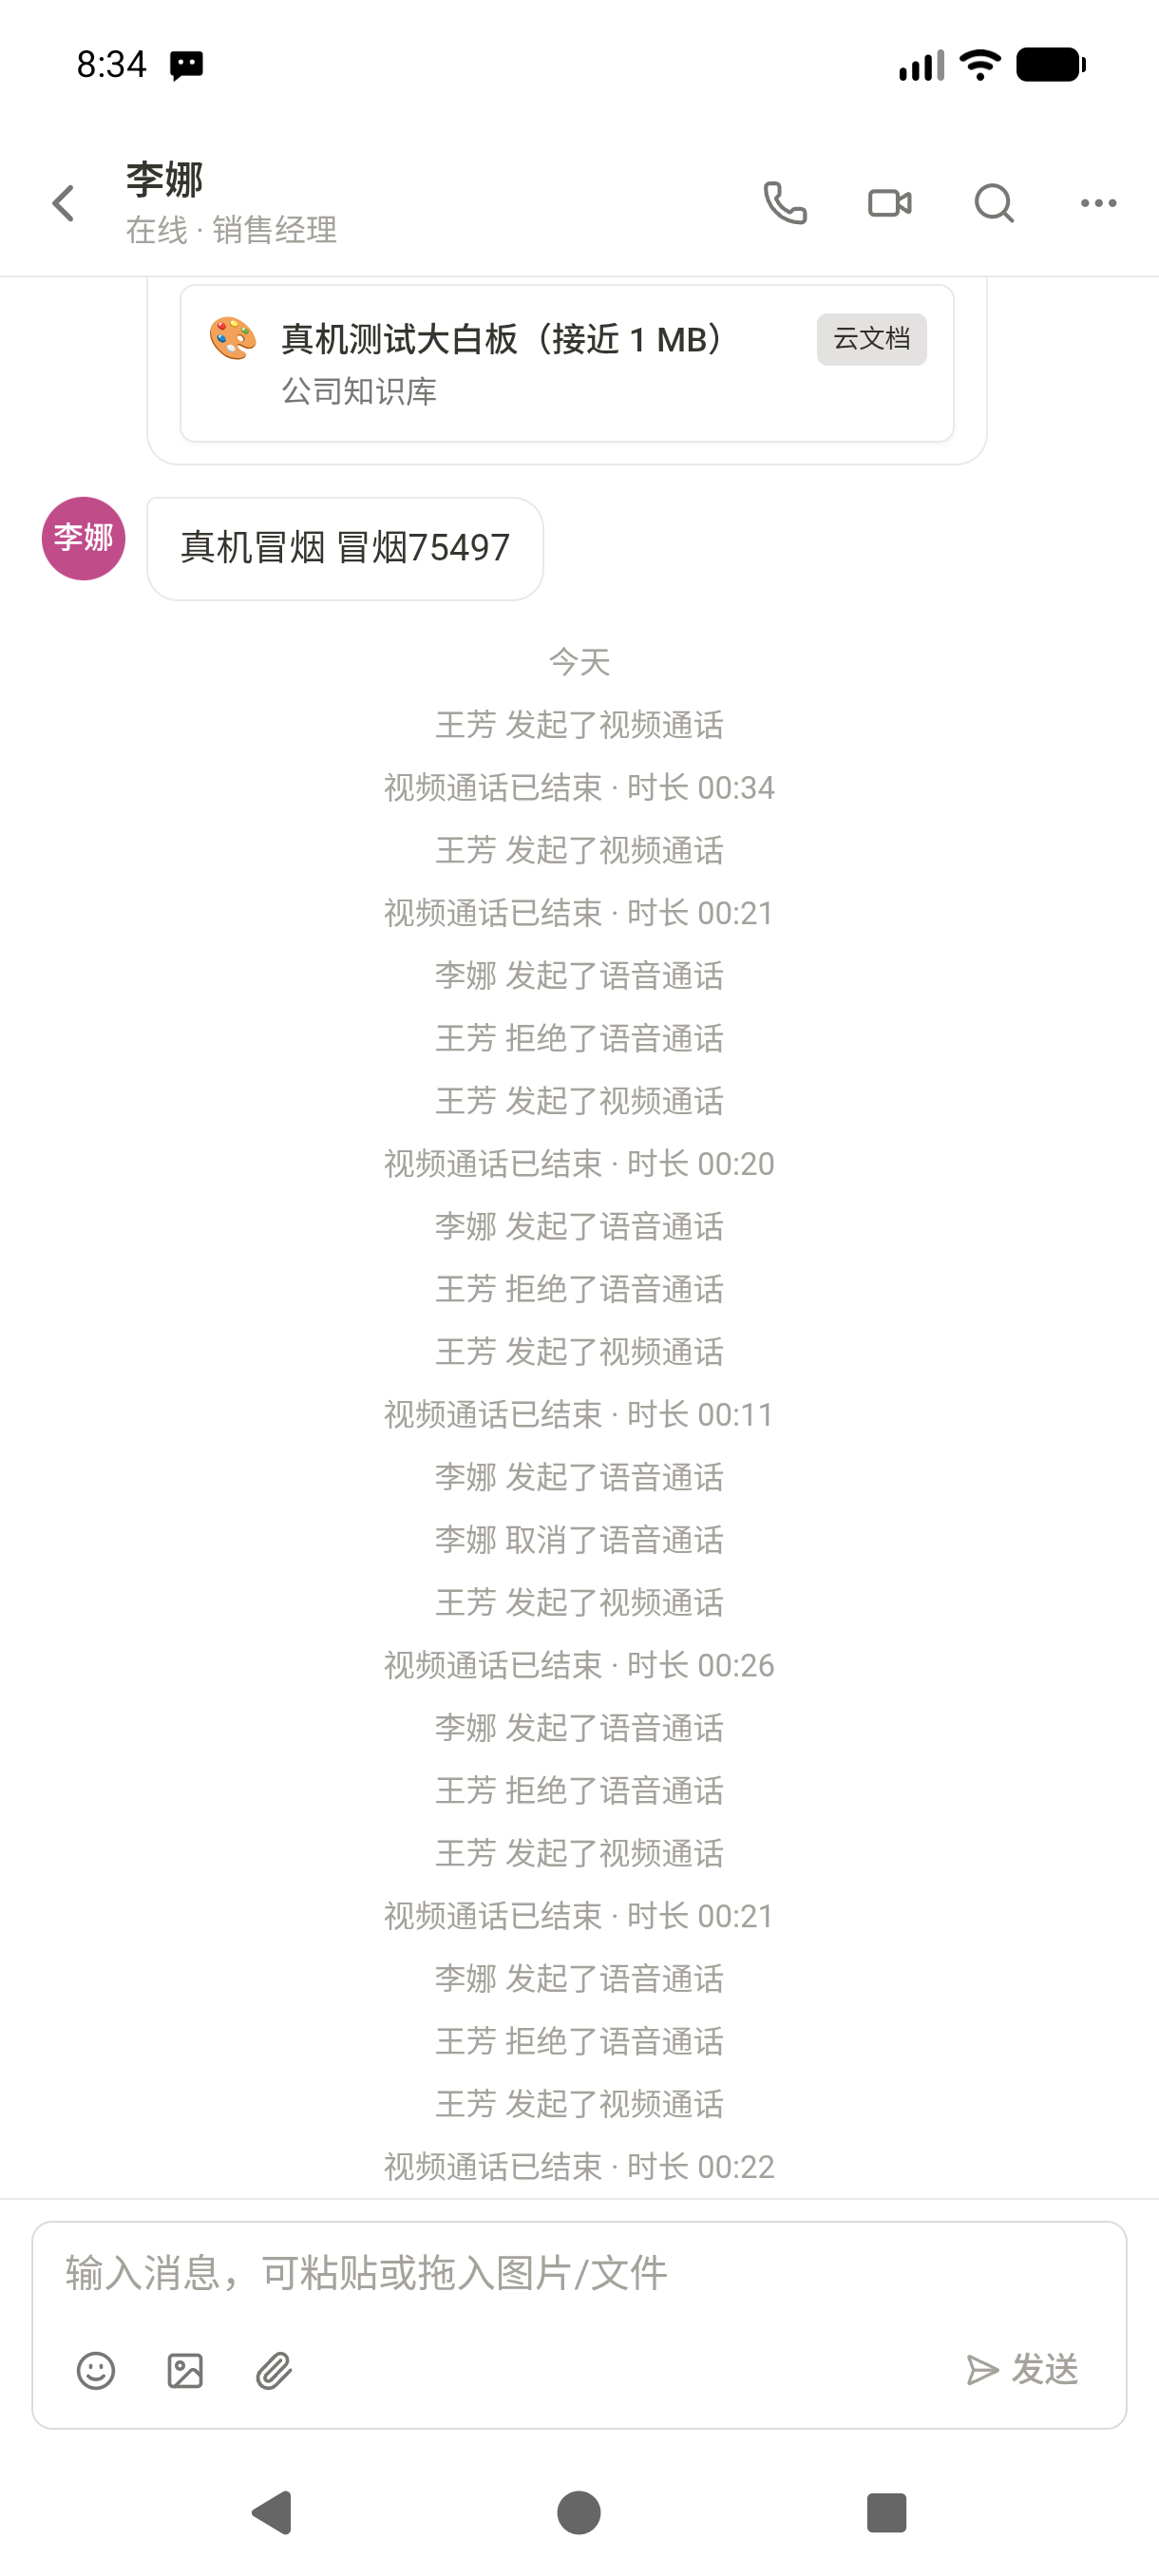 8:34
李娜
在线 · 销售经理
真机测试大白板（接近 1 MB）
云文档
公司知识库
李娜
真机冒烟 冒烟75497
今天
王芳 发起了视频通话
视频通话已结束 · 时长 00:34
王芳 发起了视频通话
视频通话已结束 · 时长 00:21
李娜 发起了语音通话
王芳 拒绝了语音通话
王芳 发起了视频通话
视频通话已结束 · 时长 00:20
李娜 发起了语音通话
王芳 拒绝了语音通话
王芳 发起了视频通话
视频通话已结束 · 时长 00:11
李娜 发起了语音通话
李娜 取消了语音通话
王芳 发起了视频通话
视频通话已结束 · 时长 00:26
李娜 发起了语音通话
王芳 拒绝了语音通话
王芳 发起了视频通话
视频通话已结束 · 时长 00:21
李娜 发起了语音通话
王芳 拒绝了语音通话
王芳 发起了视频通话
视频通话已结束 · 时长 00:22
输入消息，可粘贴或拖入图片/文件
发送